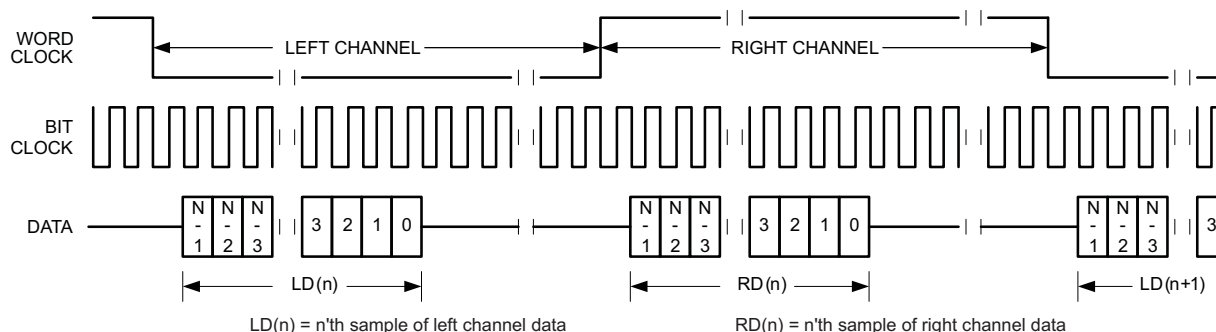 WORD
CLOCK
LEFT CHANNEL
RIGHT CHANNEL
BIT
CLOCK
DATA
N
-
1
N
-
2
N
-
3
3
2
1
0
N
-
1
N
-
2
N
-
3
3
2
1
0
N
-
1
N
-
2
N
-
3
3
LD(n)
RD(n)
LD(n+1)
LD(n) = n'th sample of left channel data
RD(n) = n'th sample of right channel data